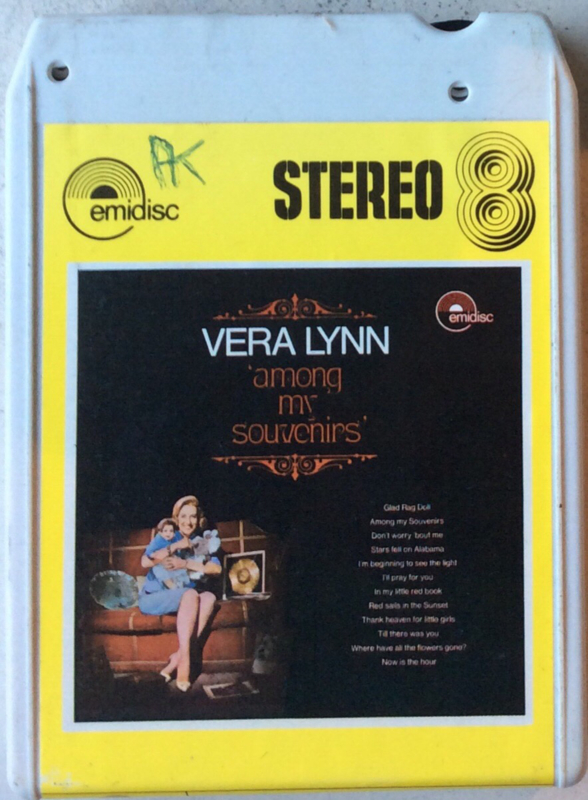 AK
emidisc
STEREO 8
emidisc
VERA LYNN
'among
my
souvenirs'
Glad Rag Doll
Among my Souvenirs
Don't worry 'bout me
Stars fell on Alabama
I'm beginning to see the light
I'll pray for you
In my little red book
Red sails in the Sunset
Thank heaven for little girls
Till there was you
Where have all the flowers gone?
Now is the hour